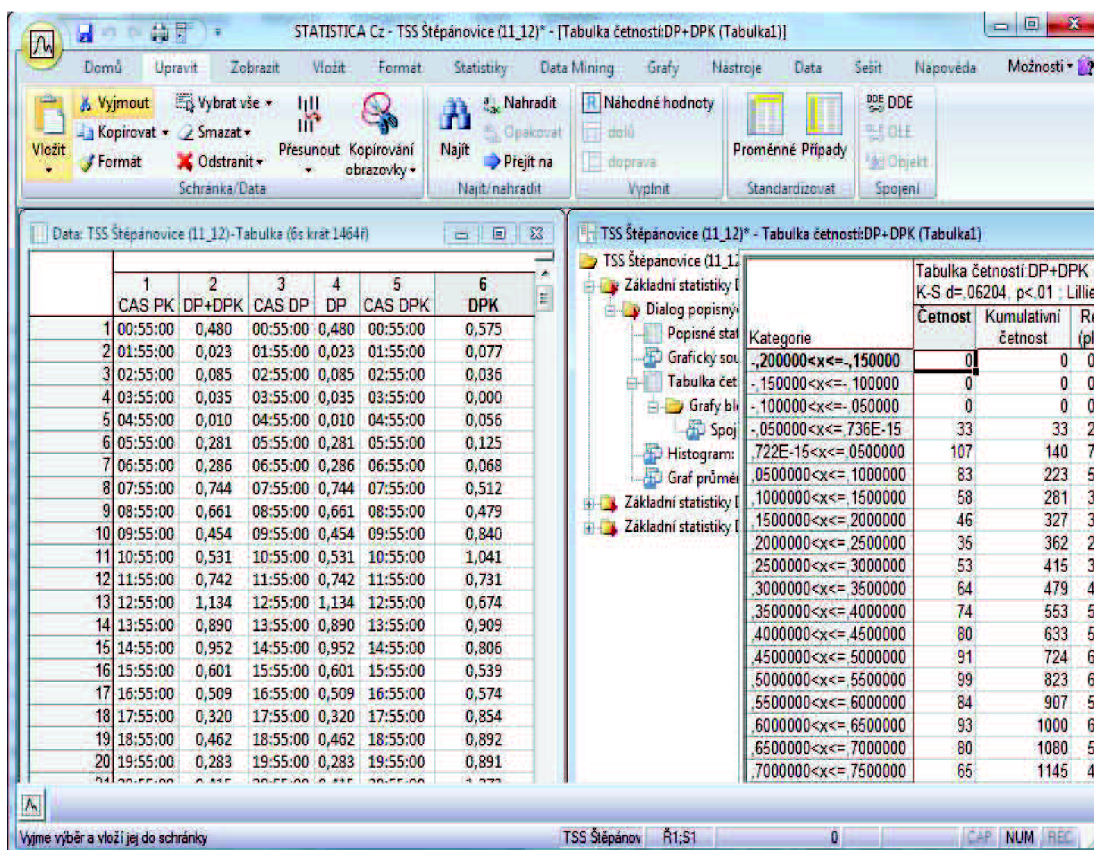 STATISTICA Cz - TSS Štěpánovice (11_12)* - [Tabulka četností:DP+DPK (Tabulka1)]
Domů Upravit Zobrazit Vložit Formát Statistiky Data Mining Grafy Nástroje Data Sešit Nápověda Možnosti
Vložit
Vyjmout
Kopírovat
Formát
Vybrat vše
Smazat
Odstranit
Přesunout
Kopírování obrazovky
Schránka/Data
Najít
Nahradit
Opakovat
Přejít na
Najít/nahradit
Náhodné hodnoty
dolů
doprava
Vyplnit
Proměnné Případy
Standardizovat
DDE
OLE
Objekt
Spojení
Data: TSS Štěpánovice (11_12)-Tabulka (6s krát 1464ř)
1 2 3 4 5 6
CAS PK DP+DPK CAS DP DP CAS DPK DPK
1 00:55:00 0,480 00:55:00 0,480 00:55:00 0,575
2 01:55:00 0,023 01:55:00 0,023 01:55:00 0,077
3 02:55:00 0,085 02:55:00 0,085 02:55:00 0,036
4 03:55:00 0,035 03:55:00 0,035 03:55:00 0,000
5 04:55:00 0,010 04:55:00 0,010 04:55:00 0,056
6 05:55:00 0,281 05:55:00 0,281 05:55:00 0,125
7 06:55:00 0,286 06:55:00 0,286 06:55:00 0,068
8 07:55:00 0,744 07:55:00 0,744 07:55:00 0,512
9 08:55:00 0,661 08:55:00 0,661 08:55:00 0,479
10 09:55:00 0,454 09:55:00 0,454 09:55:00 0,840
11 10:55:00 0,531 10:55:00 0,531 10:55:00 1,041
12 11:55:00 0,742 11:55:00 0,742 11:55:00 0,731
13 12:55:00 1,134 12:55:00 1,134 12:55:00 0,674
14 13:55:00 0,890 13:55:00 0,890 13:55:00 0,909
15 14:55:00 0,952 14:55:00 0,952 14:55:00 0,806
16 15:55:00 0,601 15:55:00 0,601 15:55:00 0,539
17 16:55:00 0,509 16:55:00 0,509 16:55:00 0,574
18 17:55:00 0,320 17:55:00 0,320 17:55:00 0,854
19 18:55:00 0,462 18:55:00 0,462 18:55:00 0,892
20 19:55:00 0,283 19:55:00 0,283 19:55:00 0,891
TSS Štěpánovice (11_12)* - Tabulka četností:DP+DPK (Tabulka1)
TSS Štěpánovice (11_12
Základní statistiky
Dialog popisný
Popisné stat
Grafický sou
Tabulka čet
Grafy bl
Spoj
Histogram:
Graf průmě
Základní statistiky
Základní statistiky
Tabulka četností:DP+DPK
K-S d=,06204, p<,01 ; Lillie
Kategorie Četnost Kumulativní četnost
-,200000<x<=-,150000 0 0 0
-,150000<x<=-,100000 0 0 0
-,100000<x<=-,050000 0 0 0
-,050000<x<=,736E-15 33 33 2
,722E-15<x<=,0500000 107 140 7
,0500000<x<=,1000000 83 223 5
,1000000<x<=,1500000 58 281 3
,1500000<x<=,2000000 46 327 3
,2000000<x<=,2500000 35 362 2
,2500000<x<=,3000000 53 415 3
,3000000<x<=,3500000 64 479 4
,3500000<x<=,4000000 74 553 5
,4000000<x<=,4500000 80 633 5
,4500000<x<=,5000000 91 724 6
,5000000<x<=,5500000 99 823 6
,5500000<x<=,6000000 84 907 5
,6000000<x<=,6500000 93 1000 6
,6500000<x<=,7000000 80 1080 5
,7000000<x<=,7500000 65 1145 4
Vyjme výběr a vloží jej do schránky
TSS Štěpánov Ř1;S1 0 CAP NUM REC